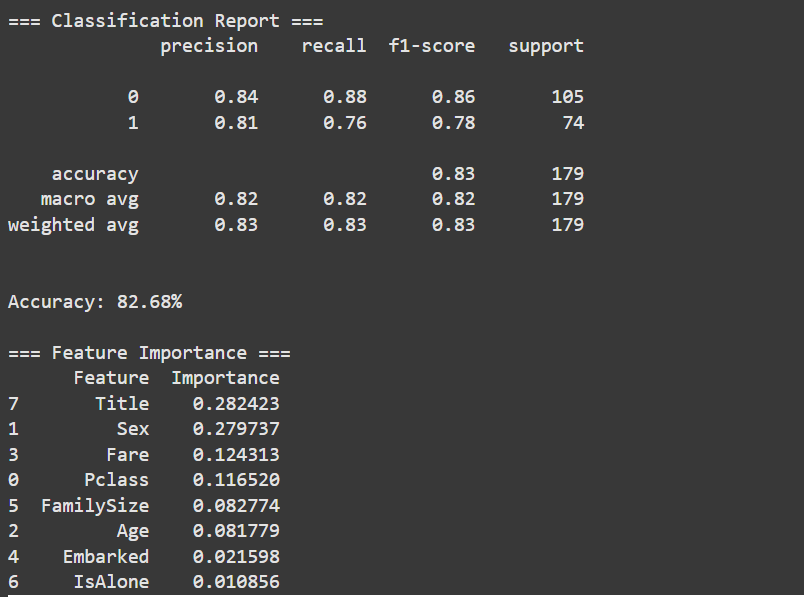 === Classification Report ===
              precision    recall  f1-score   support

           0       0.84      0.88      0.86       105
           1       0.81      0.76      0.78        74

    accuracy                           0.83       179
   macro avg       0.82      0.82      0.82       179
weighted avg       0.83      0.83      0.83       179


Accuracy: 82.68%

=== Feature Importance ===
      Feature  Importance
7       Title    0.282423
1         Sex    0.279737
3        Fare    0.124313
0      Pclass    0.116520
5  FamilySize    0.082774
2         Age    0.081779
4    Embarked    0.021598
6     IsAlone    0.010856